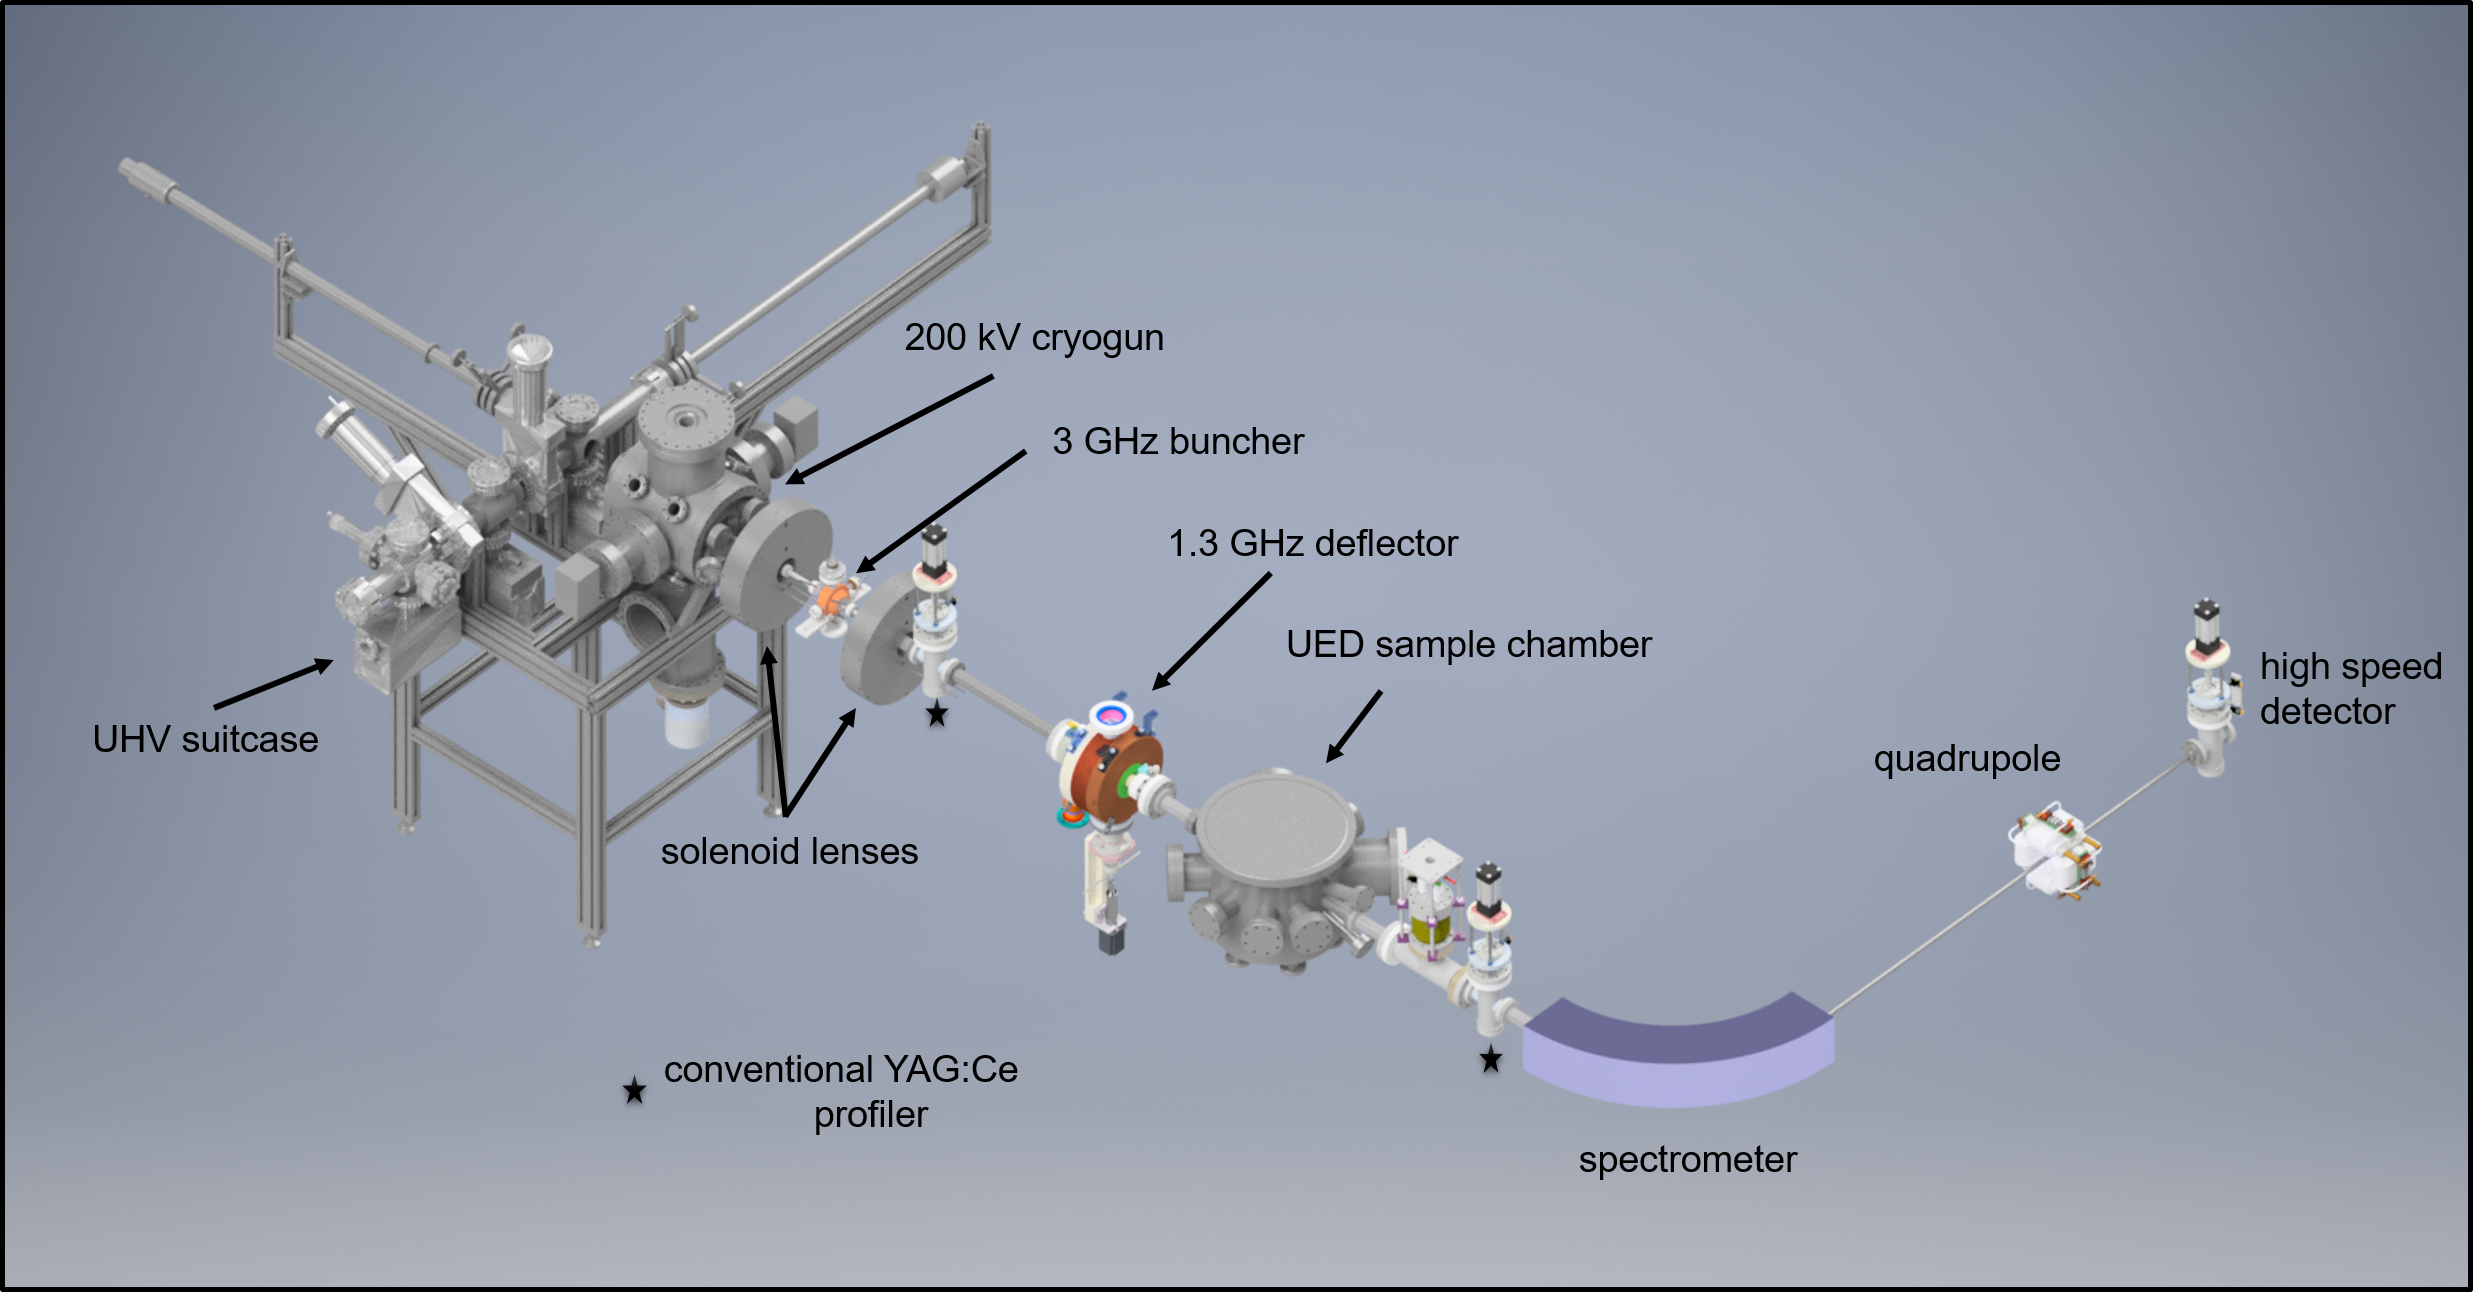 200 kV cryogun
3 GHz buncher
1.3 GHz deflector
UED sample chamber
high speed
detector
UHV suitcase
quadrupole
solenoid lenses
conventional YAG:Ce
profiler
spectrometer